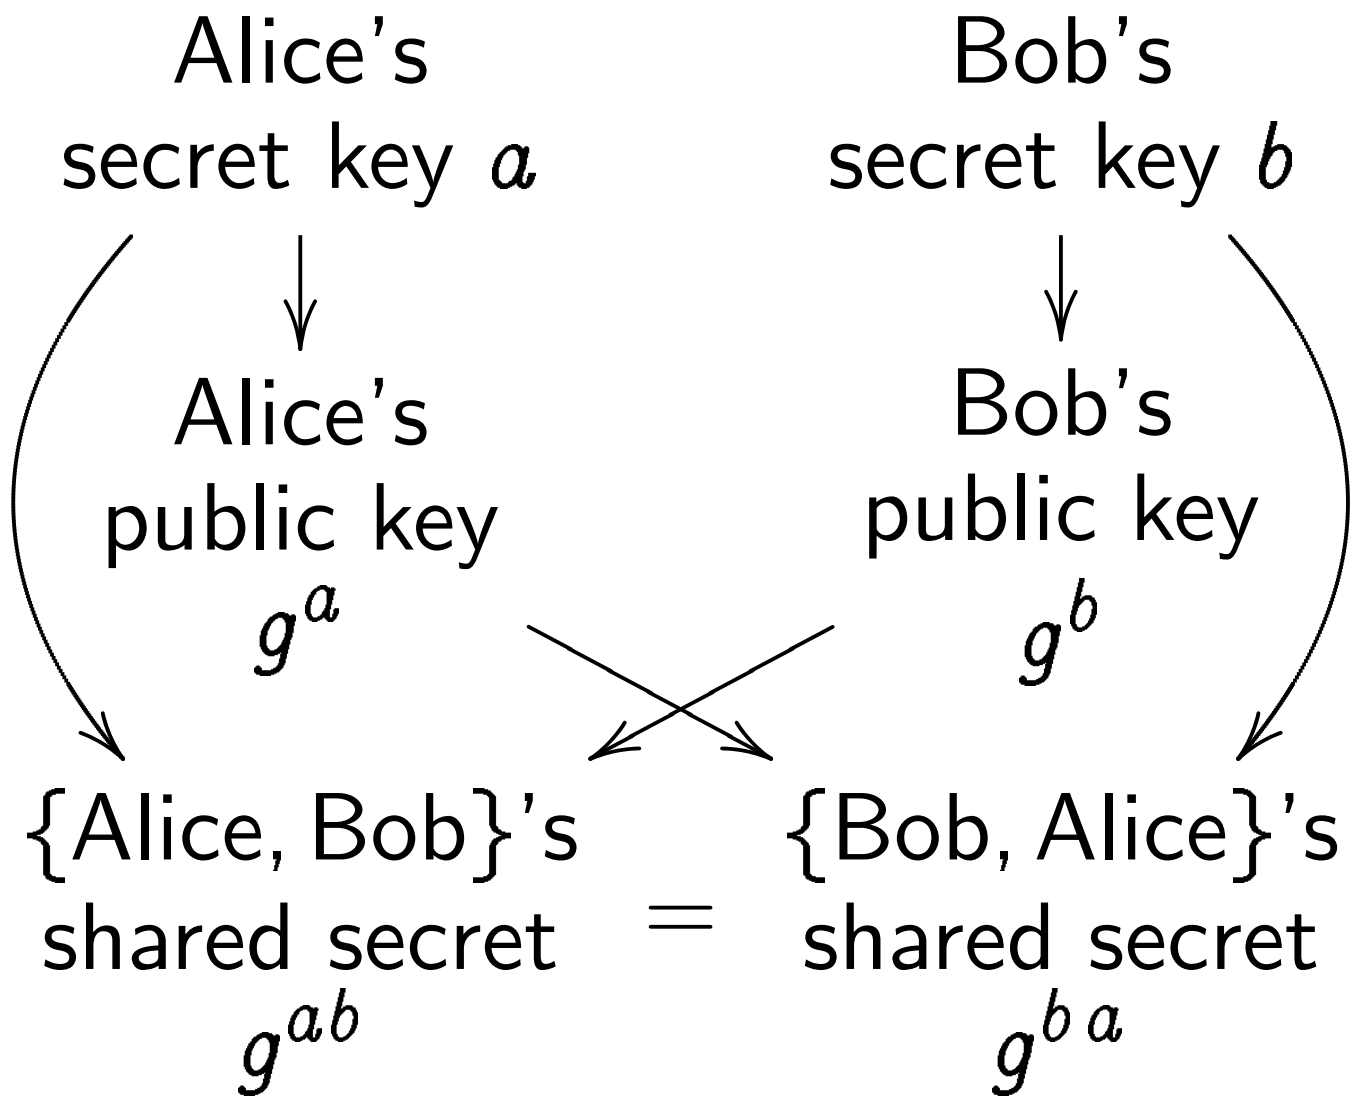 Alice's
secret key a
Bob's
secret key b
Alice's
public key
g^a
Bob's
public key
g^b
{Alice, Bob}'s
shared secret
g^ab
=
{Bob, Alice}'s
shared secret
g^ba